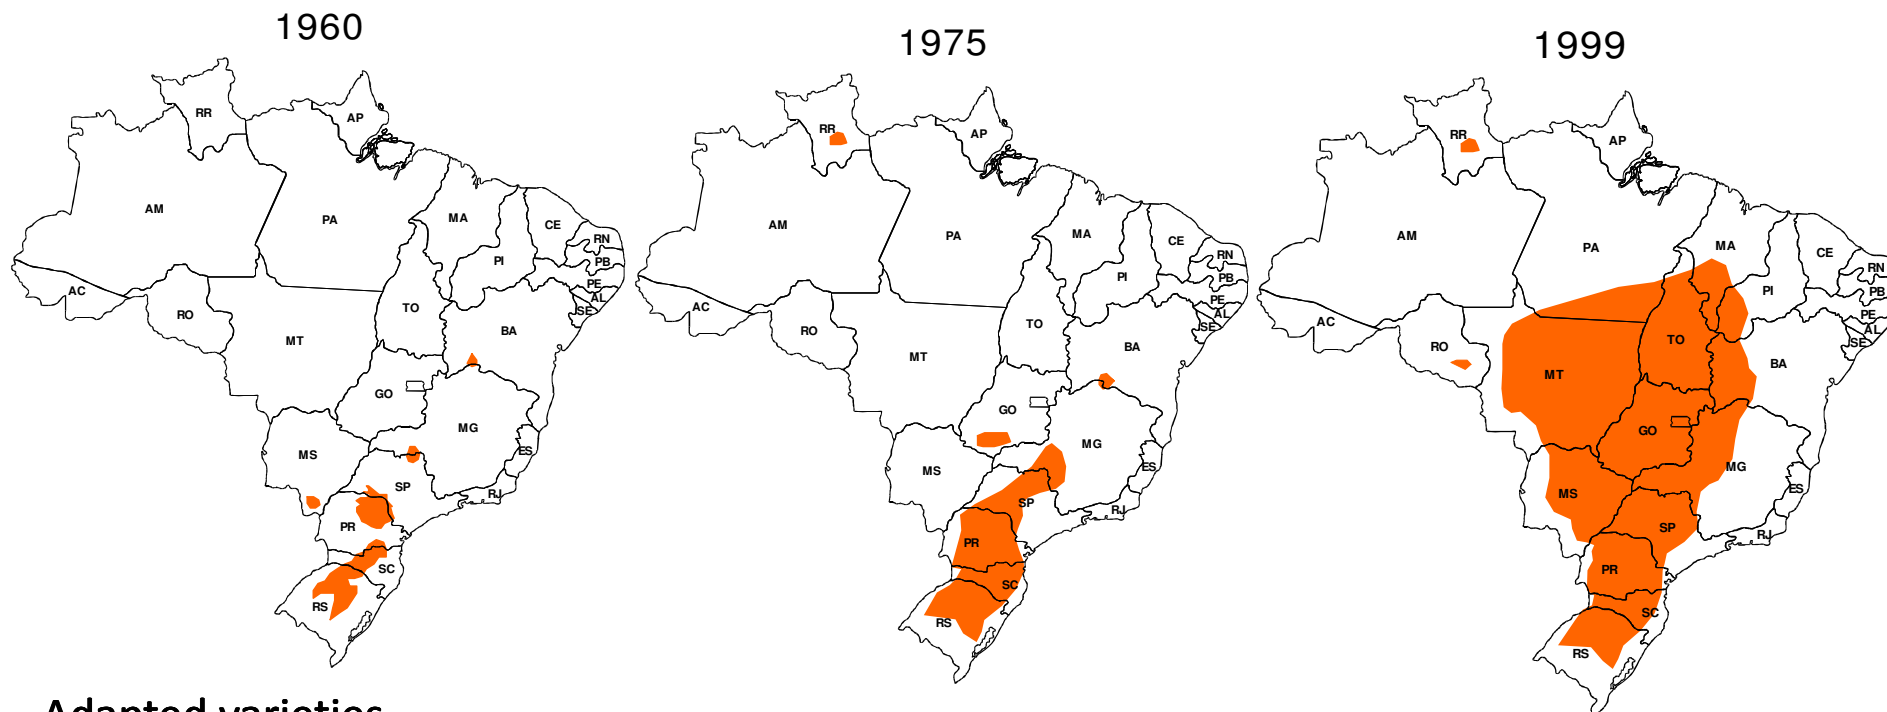 1960
1975
1999
RR
AP
AM
PA
MA
CE
RN
PB
PI
PE
AL
SE
AC
RO
TO
BA
MT
GO
MG
ES
MS
SP
RJ
PR
SC
RS
RR
AP
AM
PA
MA
CE
RN
PB
PI
PE
AL
SE
AC
RO
TO
BA
MT
GO
MG
ES
MS
SP
RJ
PR
SC
RS
RR
AP
AM
PA
MA
CE
RN
PB
PI
PE
AL
SE
AC
RO
TO
BA
MT
GO
MG
ES
MS
SP
RJ
PR
SC
RS
Adapted varieties